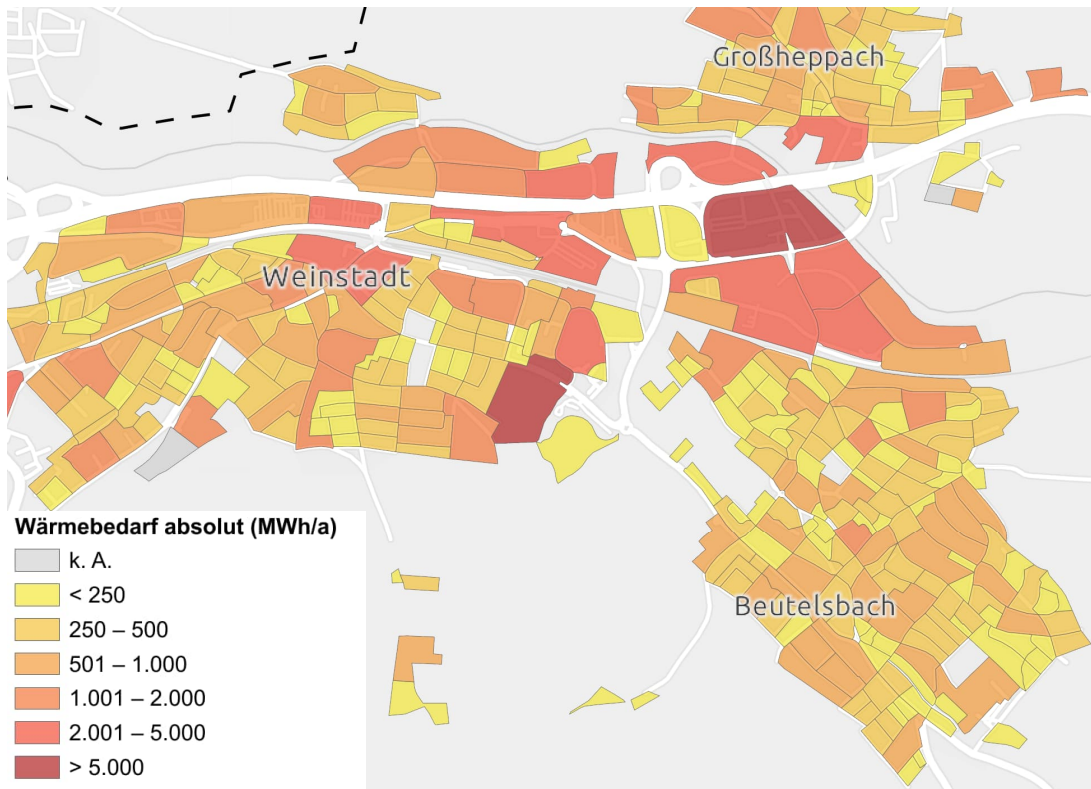 Großheppach
Weinstadt
Beutelsbach
Wärmebedarf absolut (MWh/a)
k. A.
< 250
250 – 500
501 – 1.000
1.001 – 2.000
2.001 – 5.000
> 5.000